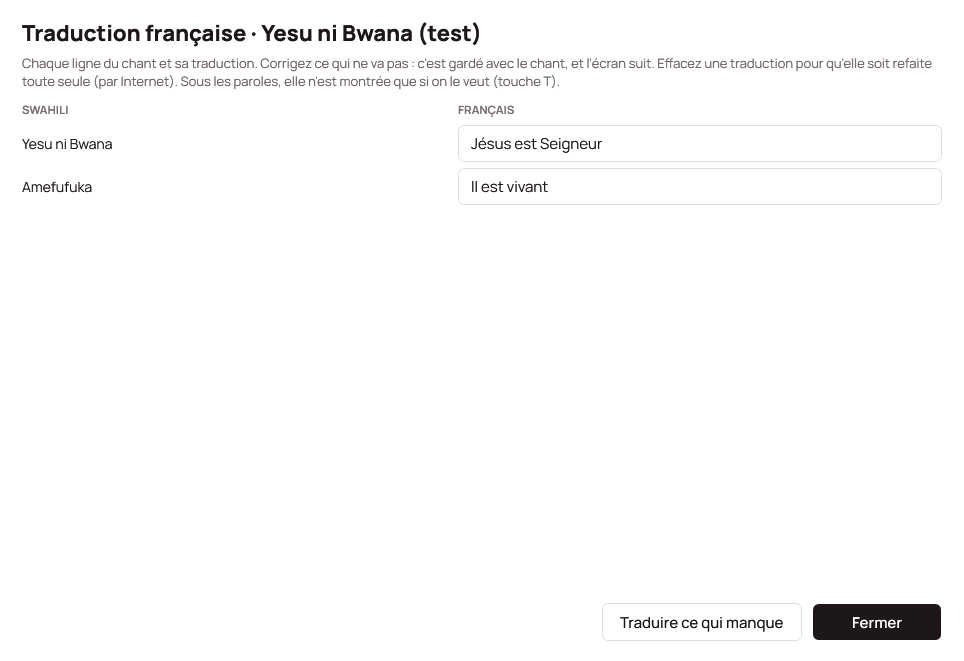 Traduction française · Yesu ni Bwana (test)
Chaque ligne du chant et sa traduction. Corrigez ce qui ne va pas : c'est gardé avec le chant, et l'écran suit. Effacez une traduction pour qu'elle soit refaite
toute seule (par Internet). Sous les paroles, elle n'est montrée que si on le veut (touche T).
SWAHILI FRANÇAIS
Yesu ni Bwana Jésus est Seigneur
Amefufuka Il est vivant
Traduire ce qui manque Fermer